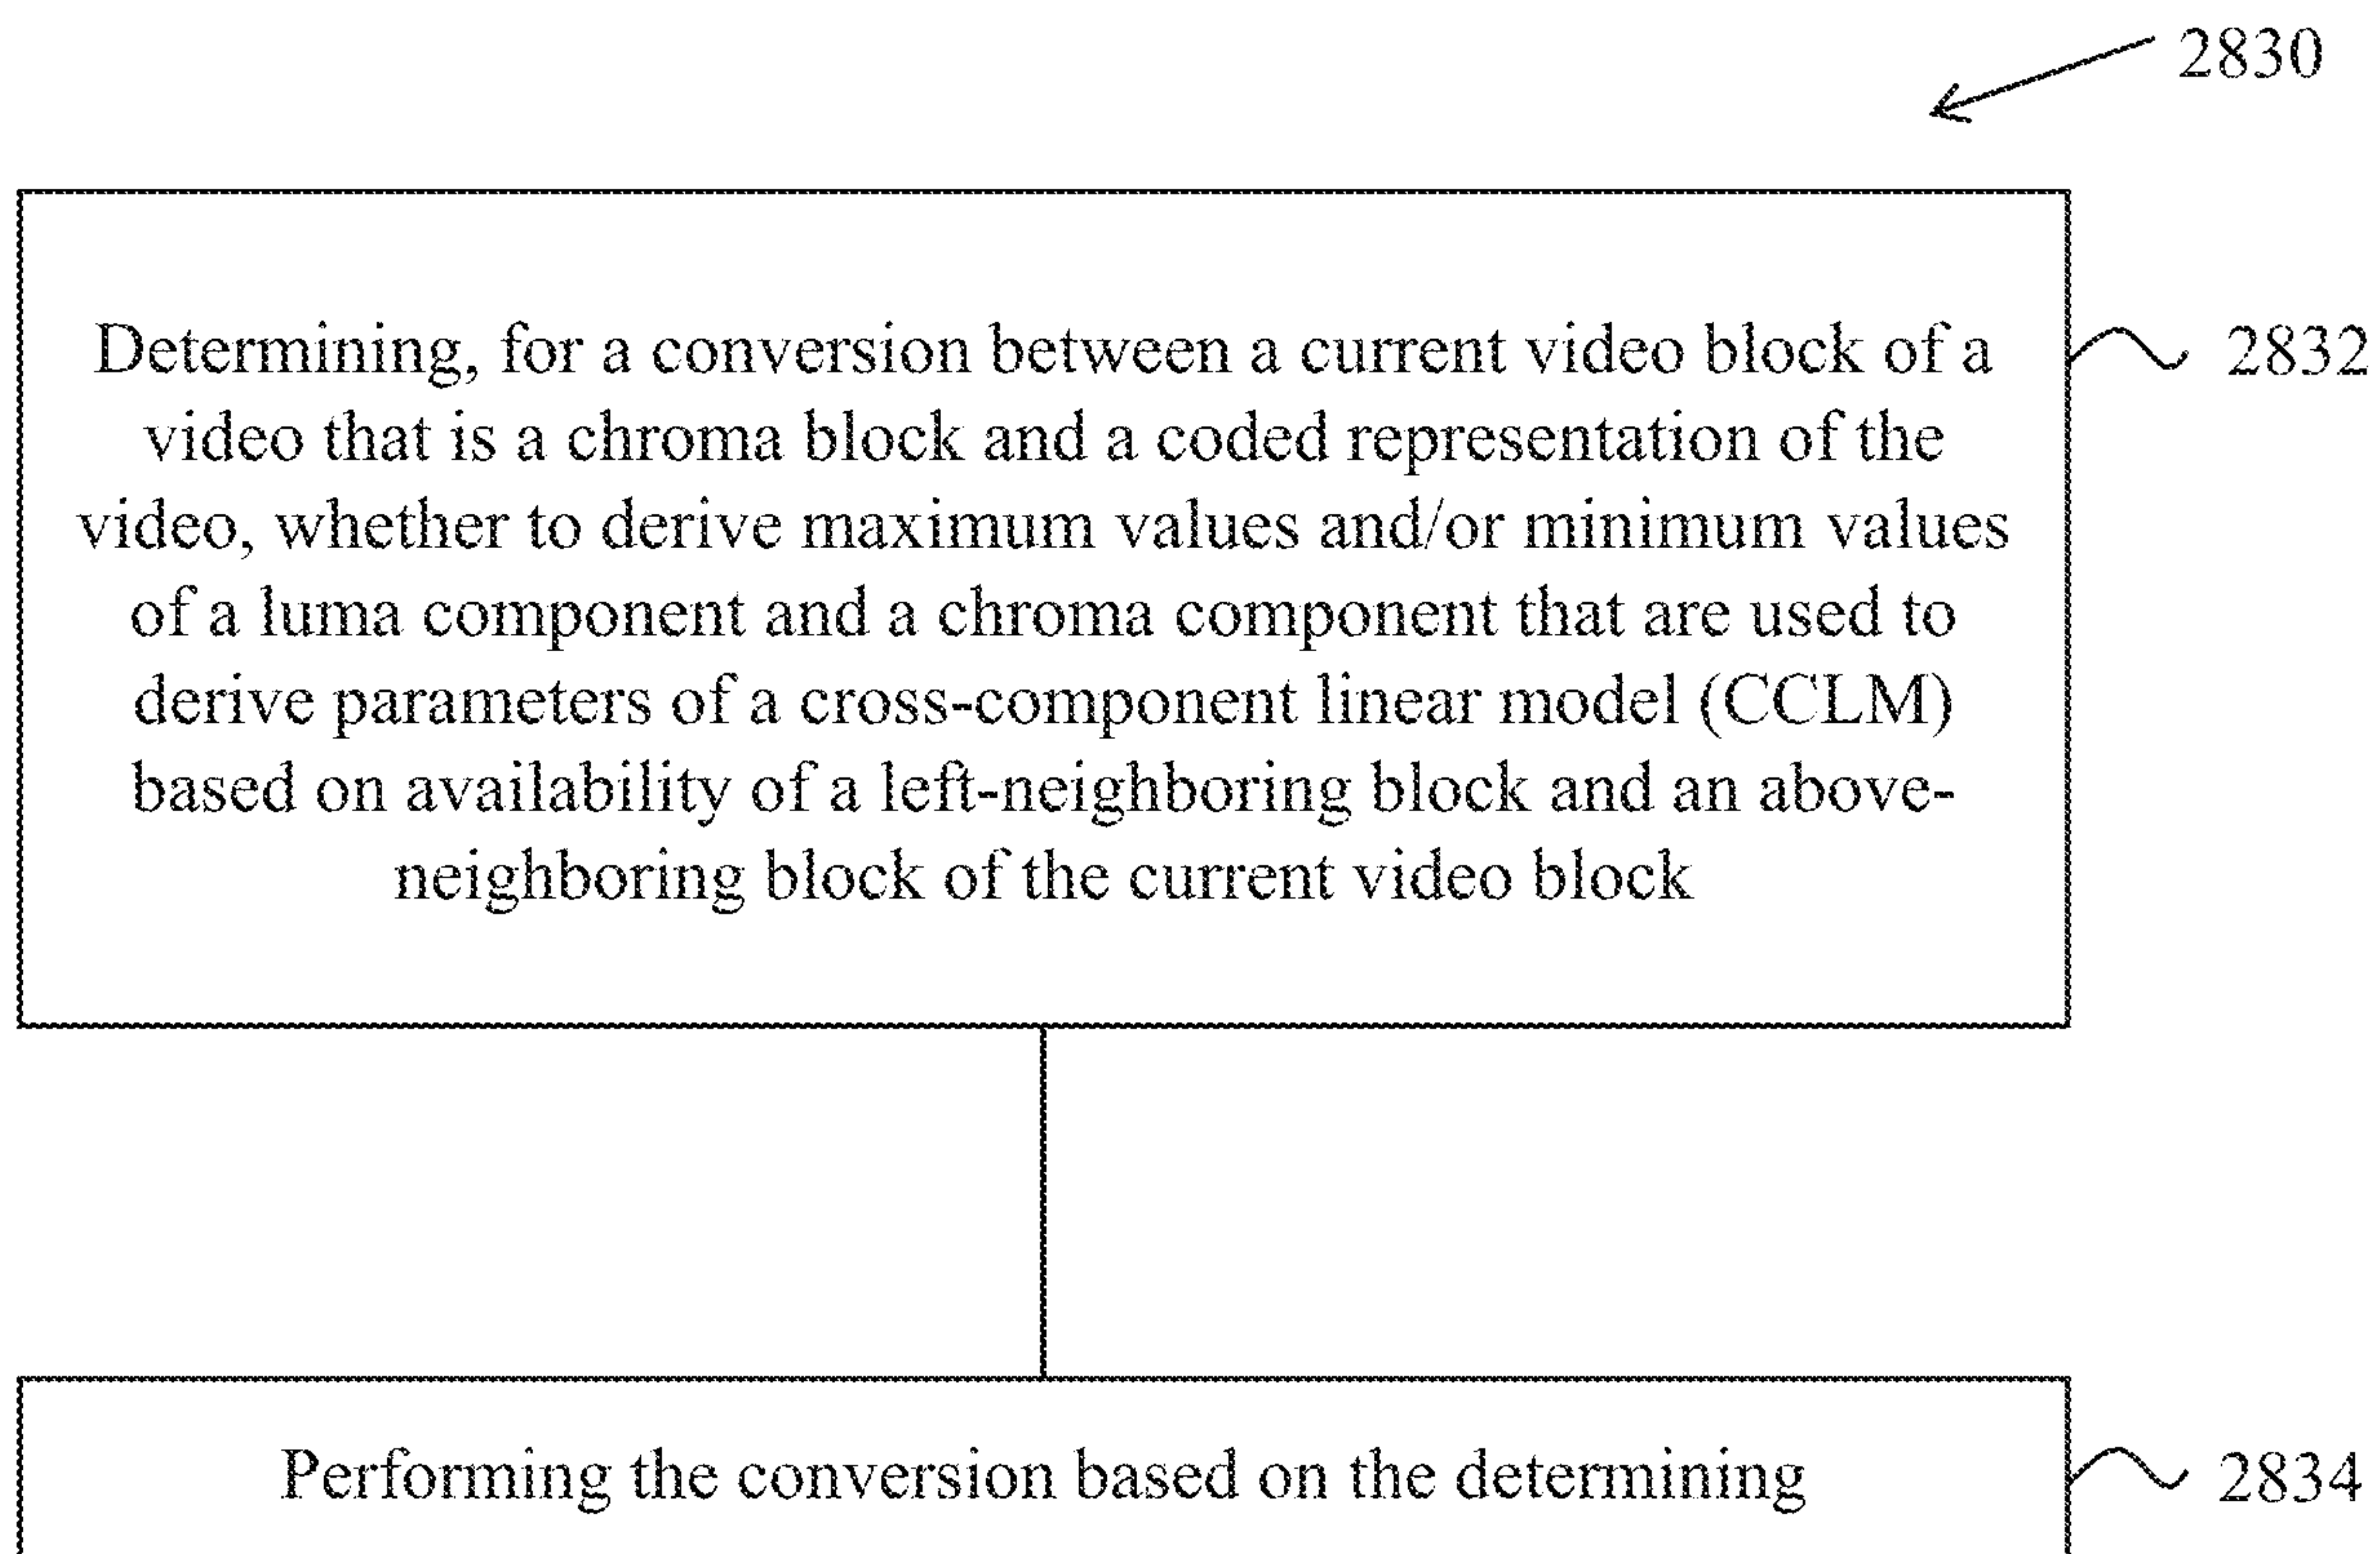 2830
Determining, for a conversion between a current video block of a
video that is a chroma block and a coded representation of the
video, whether to derive maximum values and/or minimum values
of a luma component and a chroma component that are used to
derive parameters of a cross-component linear model (CCLM)
based on availability of a left-neighboring block and an above-
neighboring block of the current video block
2832
Performing the conversion based on the determining
2834